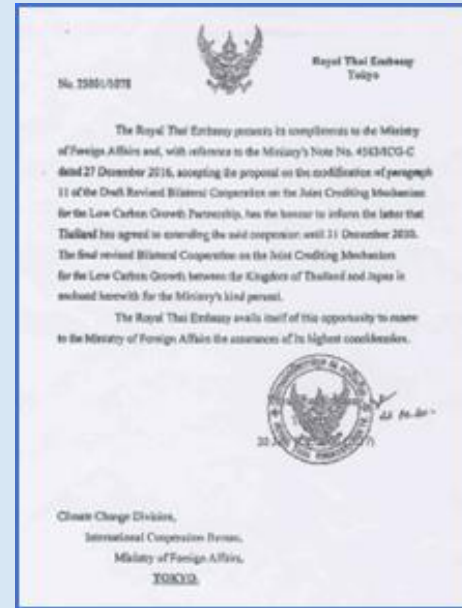 Royal Thai Embassy
Tokyo
No.
The Royal Thai Embassy presents its compliments to the Ministry
of Foreign Affairs and, with reference to the Ministry's Note No.
dated 27 December 2016, accepting the proposal on the modification of paragraph
11 of the Draft Revised Bilateral Cooperation on the Joint Crediting Mechanism
for the Low Carbon Growth Partnership, has the honour to inform the latter that
Thailand has agreed to extending the said cooperation until 31 December
The final revised Bilateral Cooperation on the Joint Crediting Mechanism
for the Low Carbon Growth between the Kingdom of Thailand and Japan is
enclosed herewith for the Ministry's kind perusal.
The Royal Thai Embassy avails itself of this opportunity to renew
to the Ministry of Foreign Affairs the assurances of its highest consideration.
Climate Change Division,
International Cooperation Bureau,
Ministry of Foreign Affairs,
TOKYO.